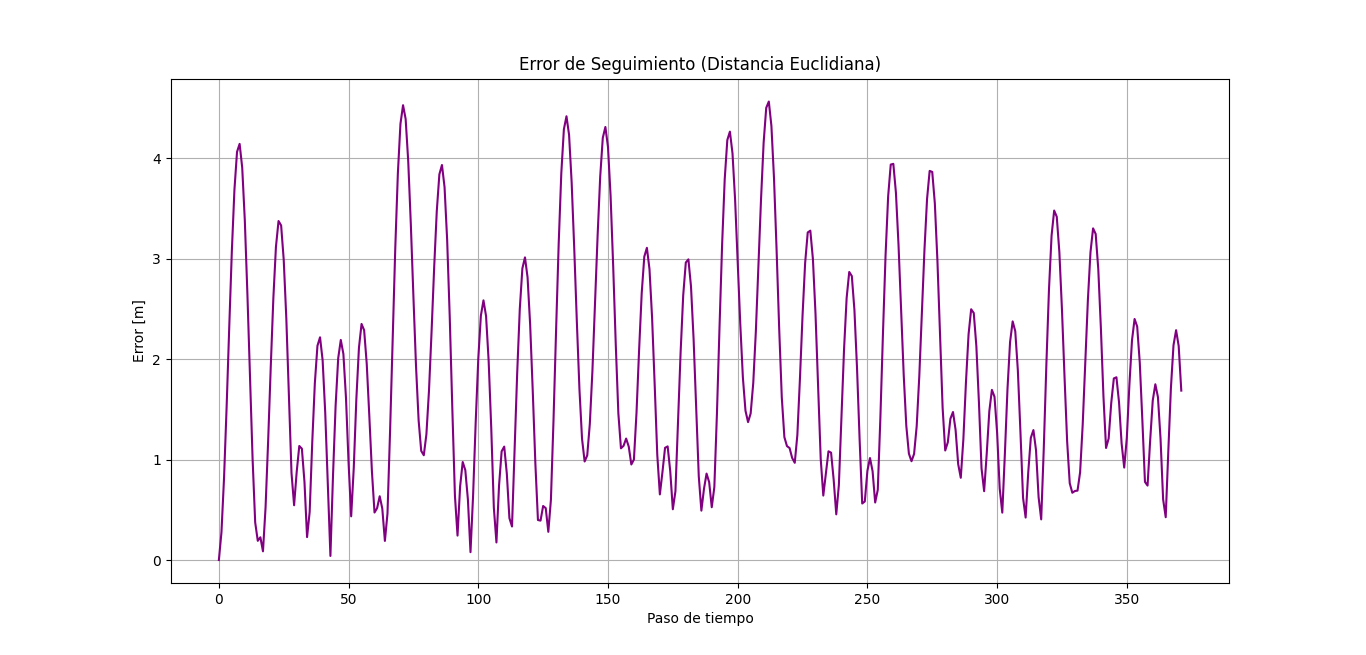 Error de Seguimiento (Distancia Euclidiana)
Error [m]
4
3
2
1
0
0 50 100 150 200 250 300 350
Paso de tiempo